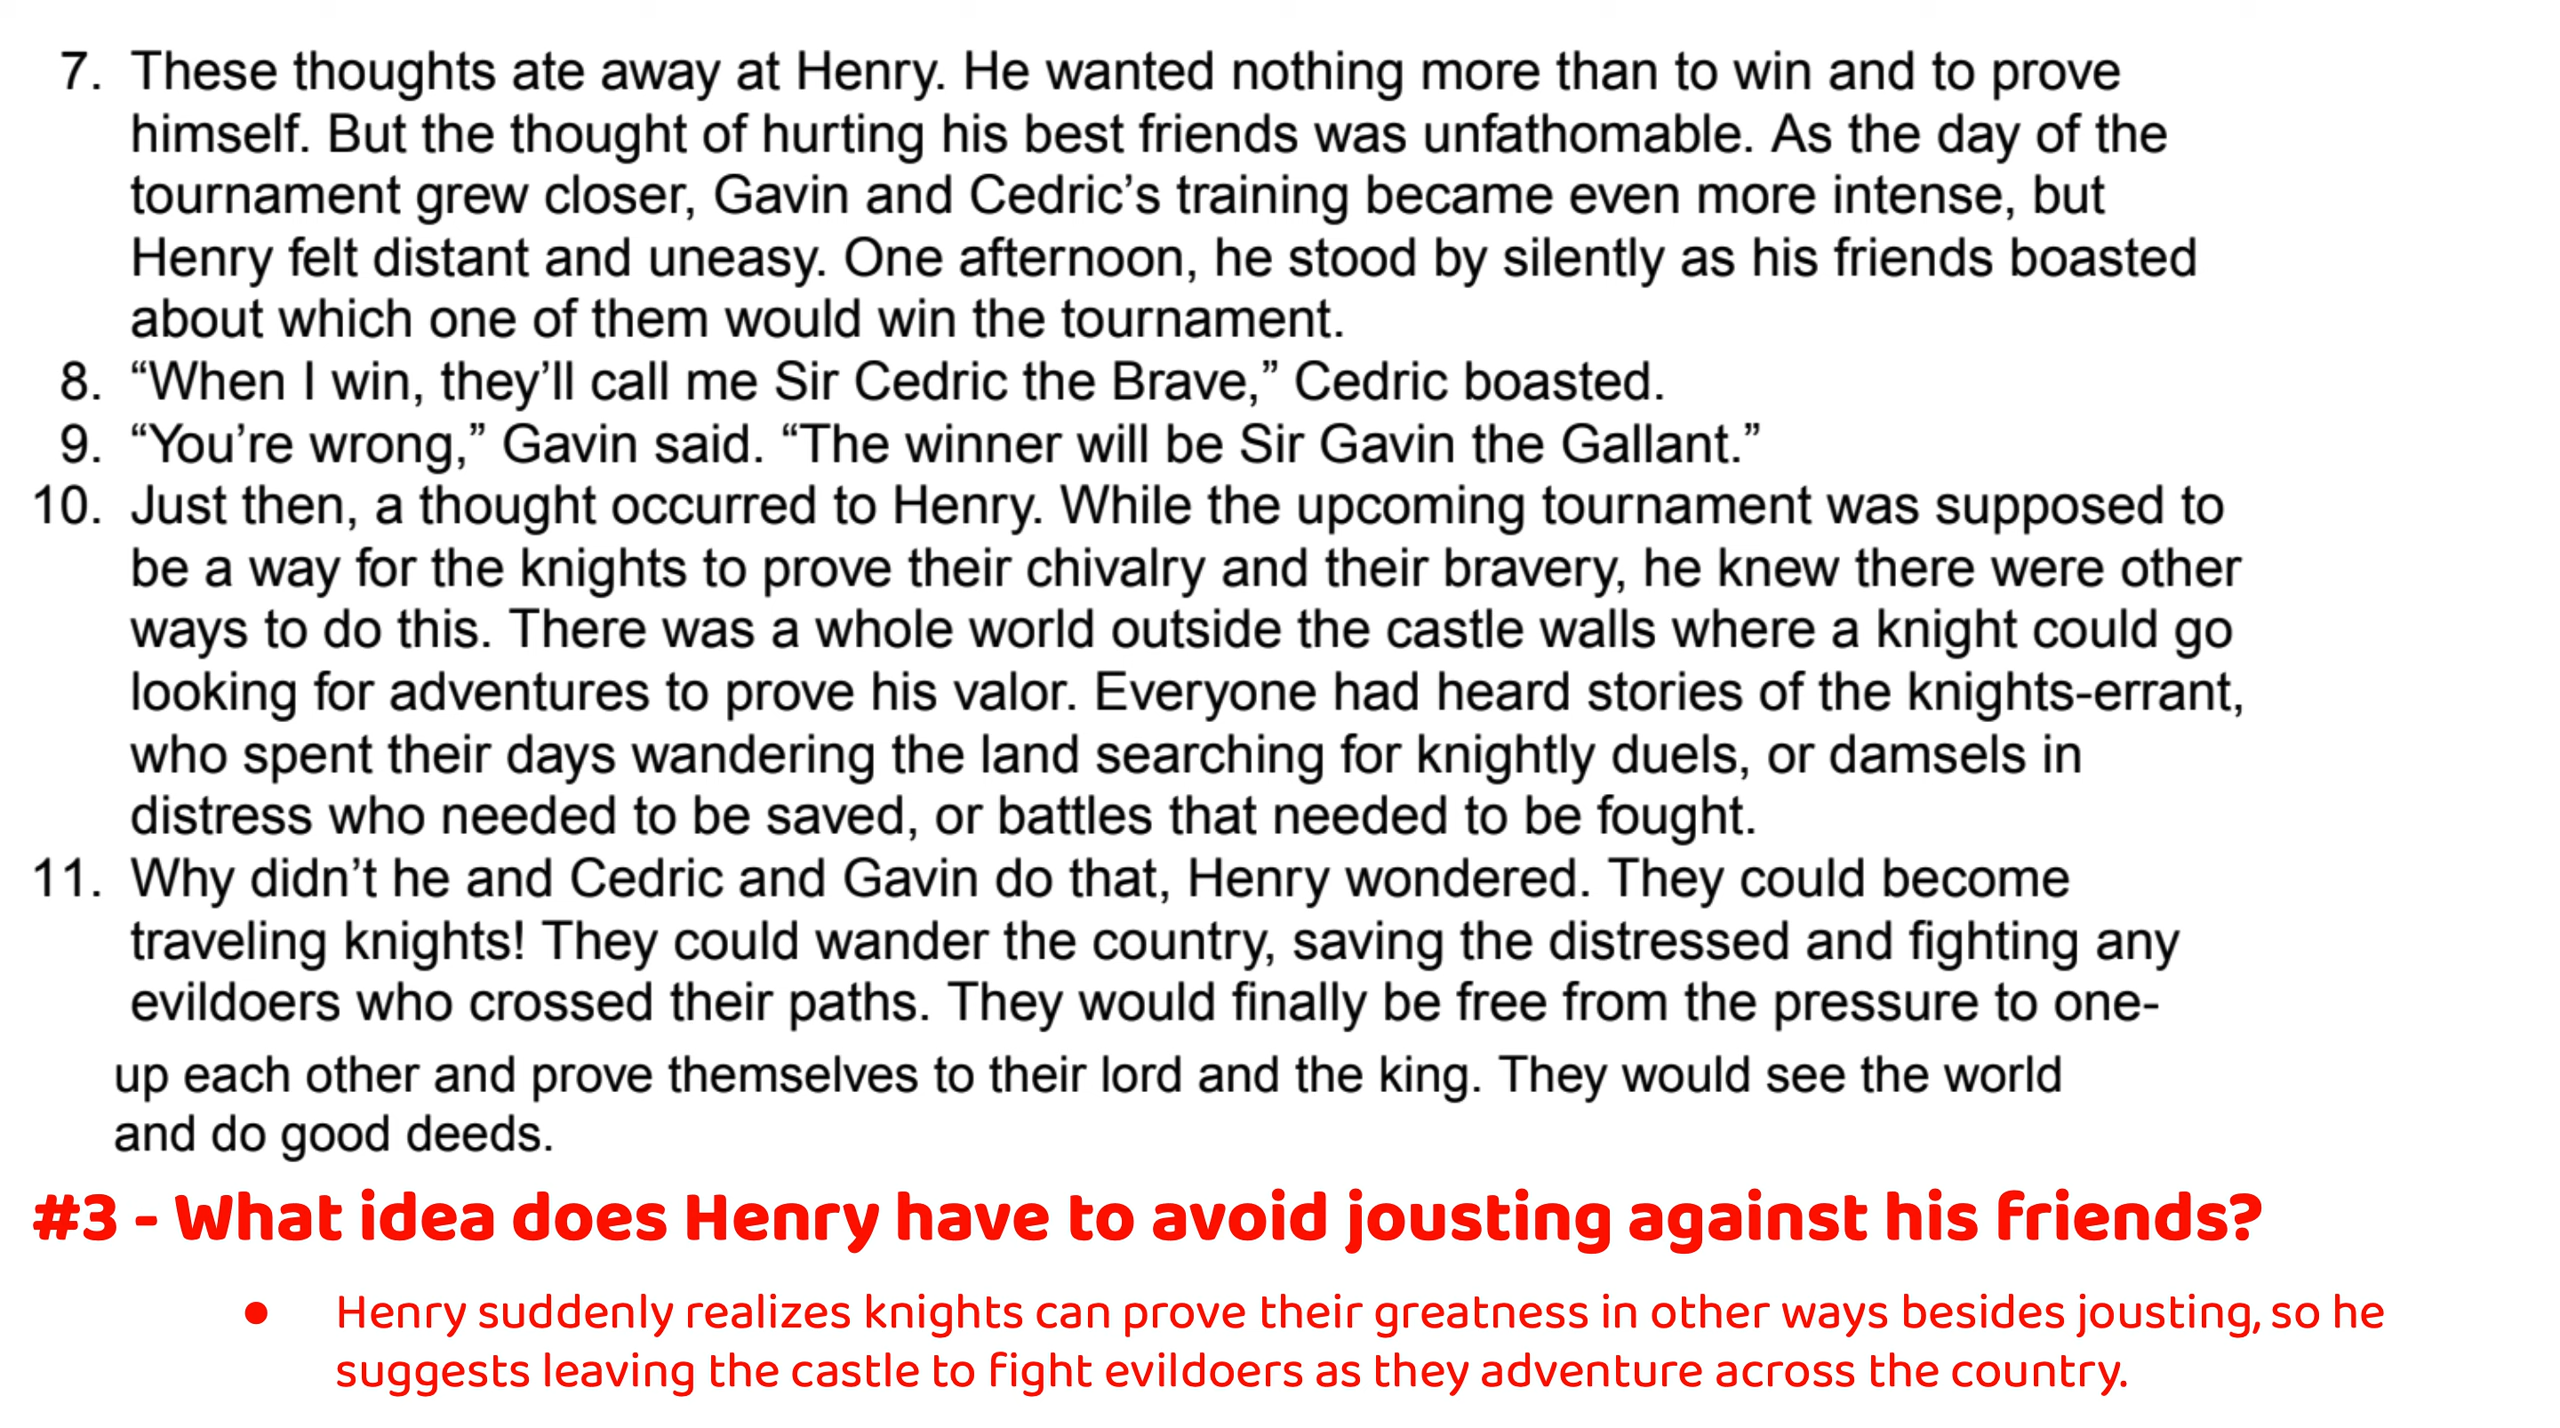 7. These thoughts ate away at Henry. He wanted nothing more than to win and to prove
himself. But the thought of hurting his best friends was unfathomable. As the day of the
tournament grew closer, Gavin and Cedric’s training became even more intense, but
Henry felt distant and uneasy. One afternoon, he stood by silently as his friends boasted
about which one of them would win the tournament.
8. “When I win, they’ll call me Sir Cedric the Brave,” Cedric boasted.
9. “You’re wrong,” Gavin said. “The winner will be Sir Gavin the Gallant.”
10. Just then, a thought occurred to Henry. While the upcoming tournament was supposed to
be a way for the knights to prove their chivalry and their bravery, he knew there were other
ways to do this. There was a whole world outside the castle walls where a knight could go
looking for adventures to prove his valor. Everyone had heard stories of the knights-errant,
who spent their days wandering the land searching for knightly duels, or damsels in
distress who needed to be saved, or battles that needed to be fought.
11. Why didn’t he and Cedric and Gavin do that, Henry wondered. They could become
traveling knights! They could wander the country, saving the distressed and fighting any
evildoers who crossed their paths. They would finally be free from the pressure to one-
up each other and prove themselves to their lord and the king. They would see the world
and do good deeds.
#3 - What idea does Henry have to avoid jousting against his friends?
● Henry suddenly realizes knights can prove their greatness in other ways besides jousting, so he
suggests leaving the castle to fight evildoers as they adventure across the country.